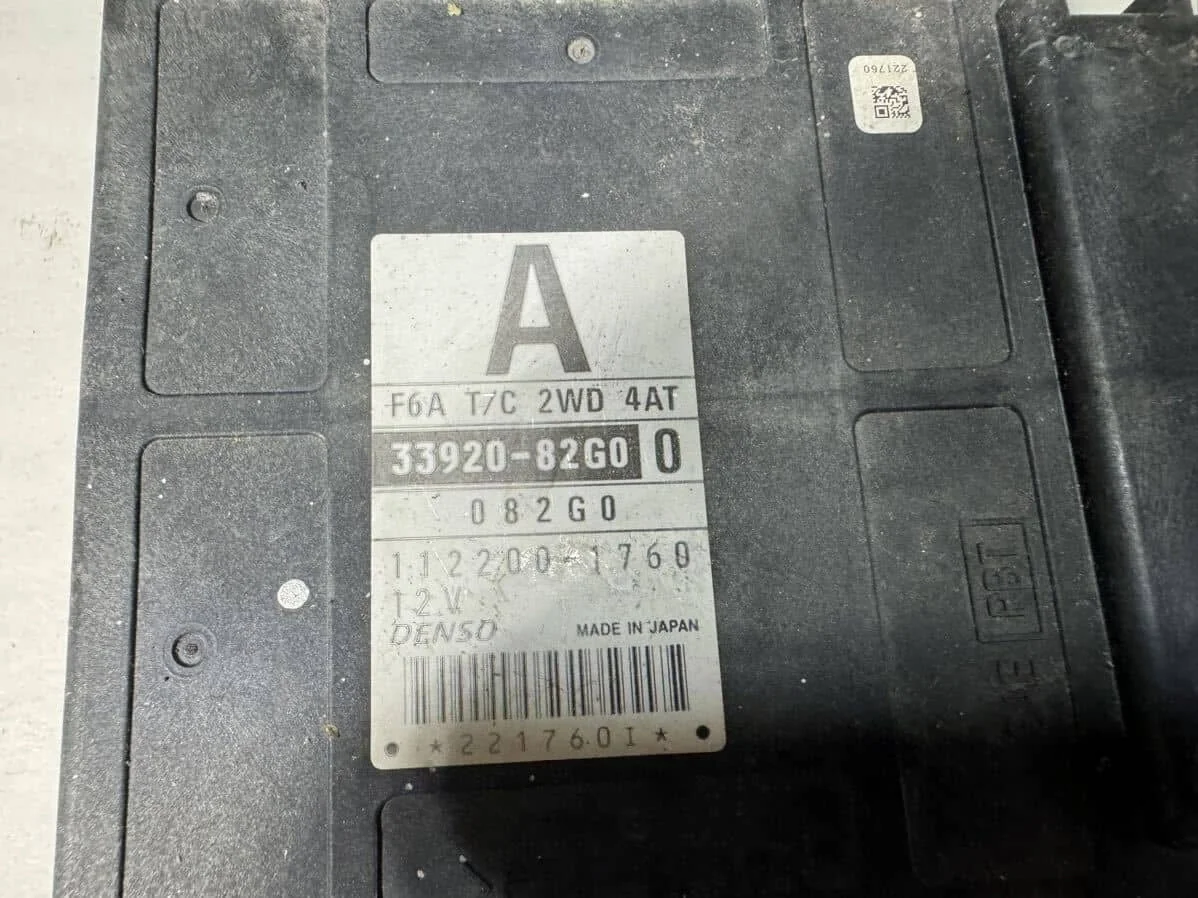 221760
A
F6A T/C 2WD 4AT
33920-82G0 0
082G0
112200-1760
12V
DENSO MADE IN JAPAN
*221760I*
PBT